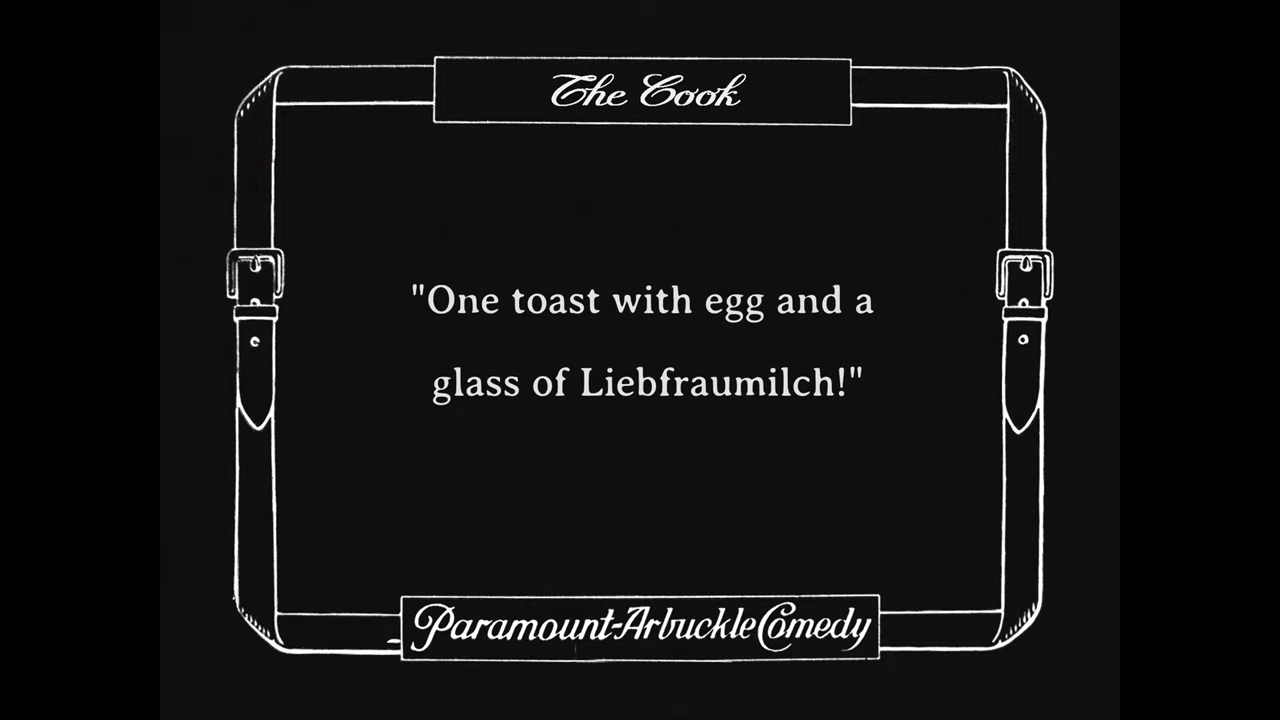 The Cook
"One toast with egg and a
glass of Liebfraumilch!"
Paramount-Arbuckle Comedy